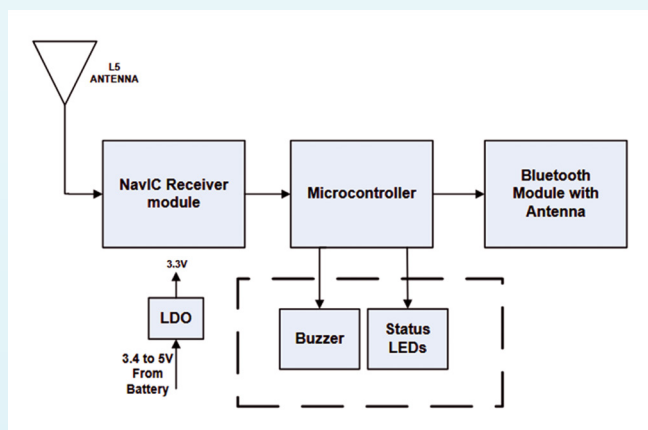 L5
ANTENNA
NavIC Receiver
module
Microcontroller
Bluetooth
Module with
Antenna
3.3V
LDO
3.4 to 5V
From
Battery
Buzzer
Status
LEDs